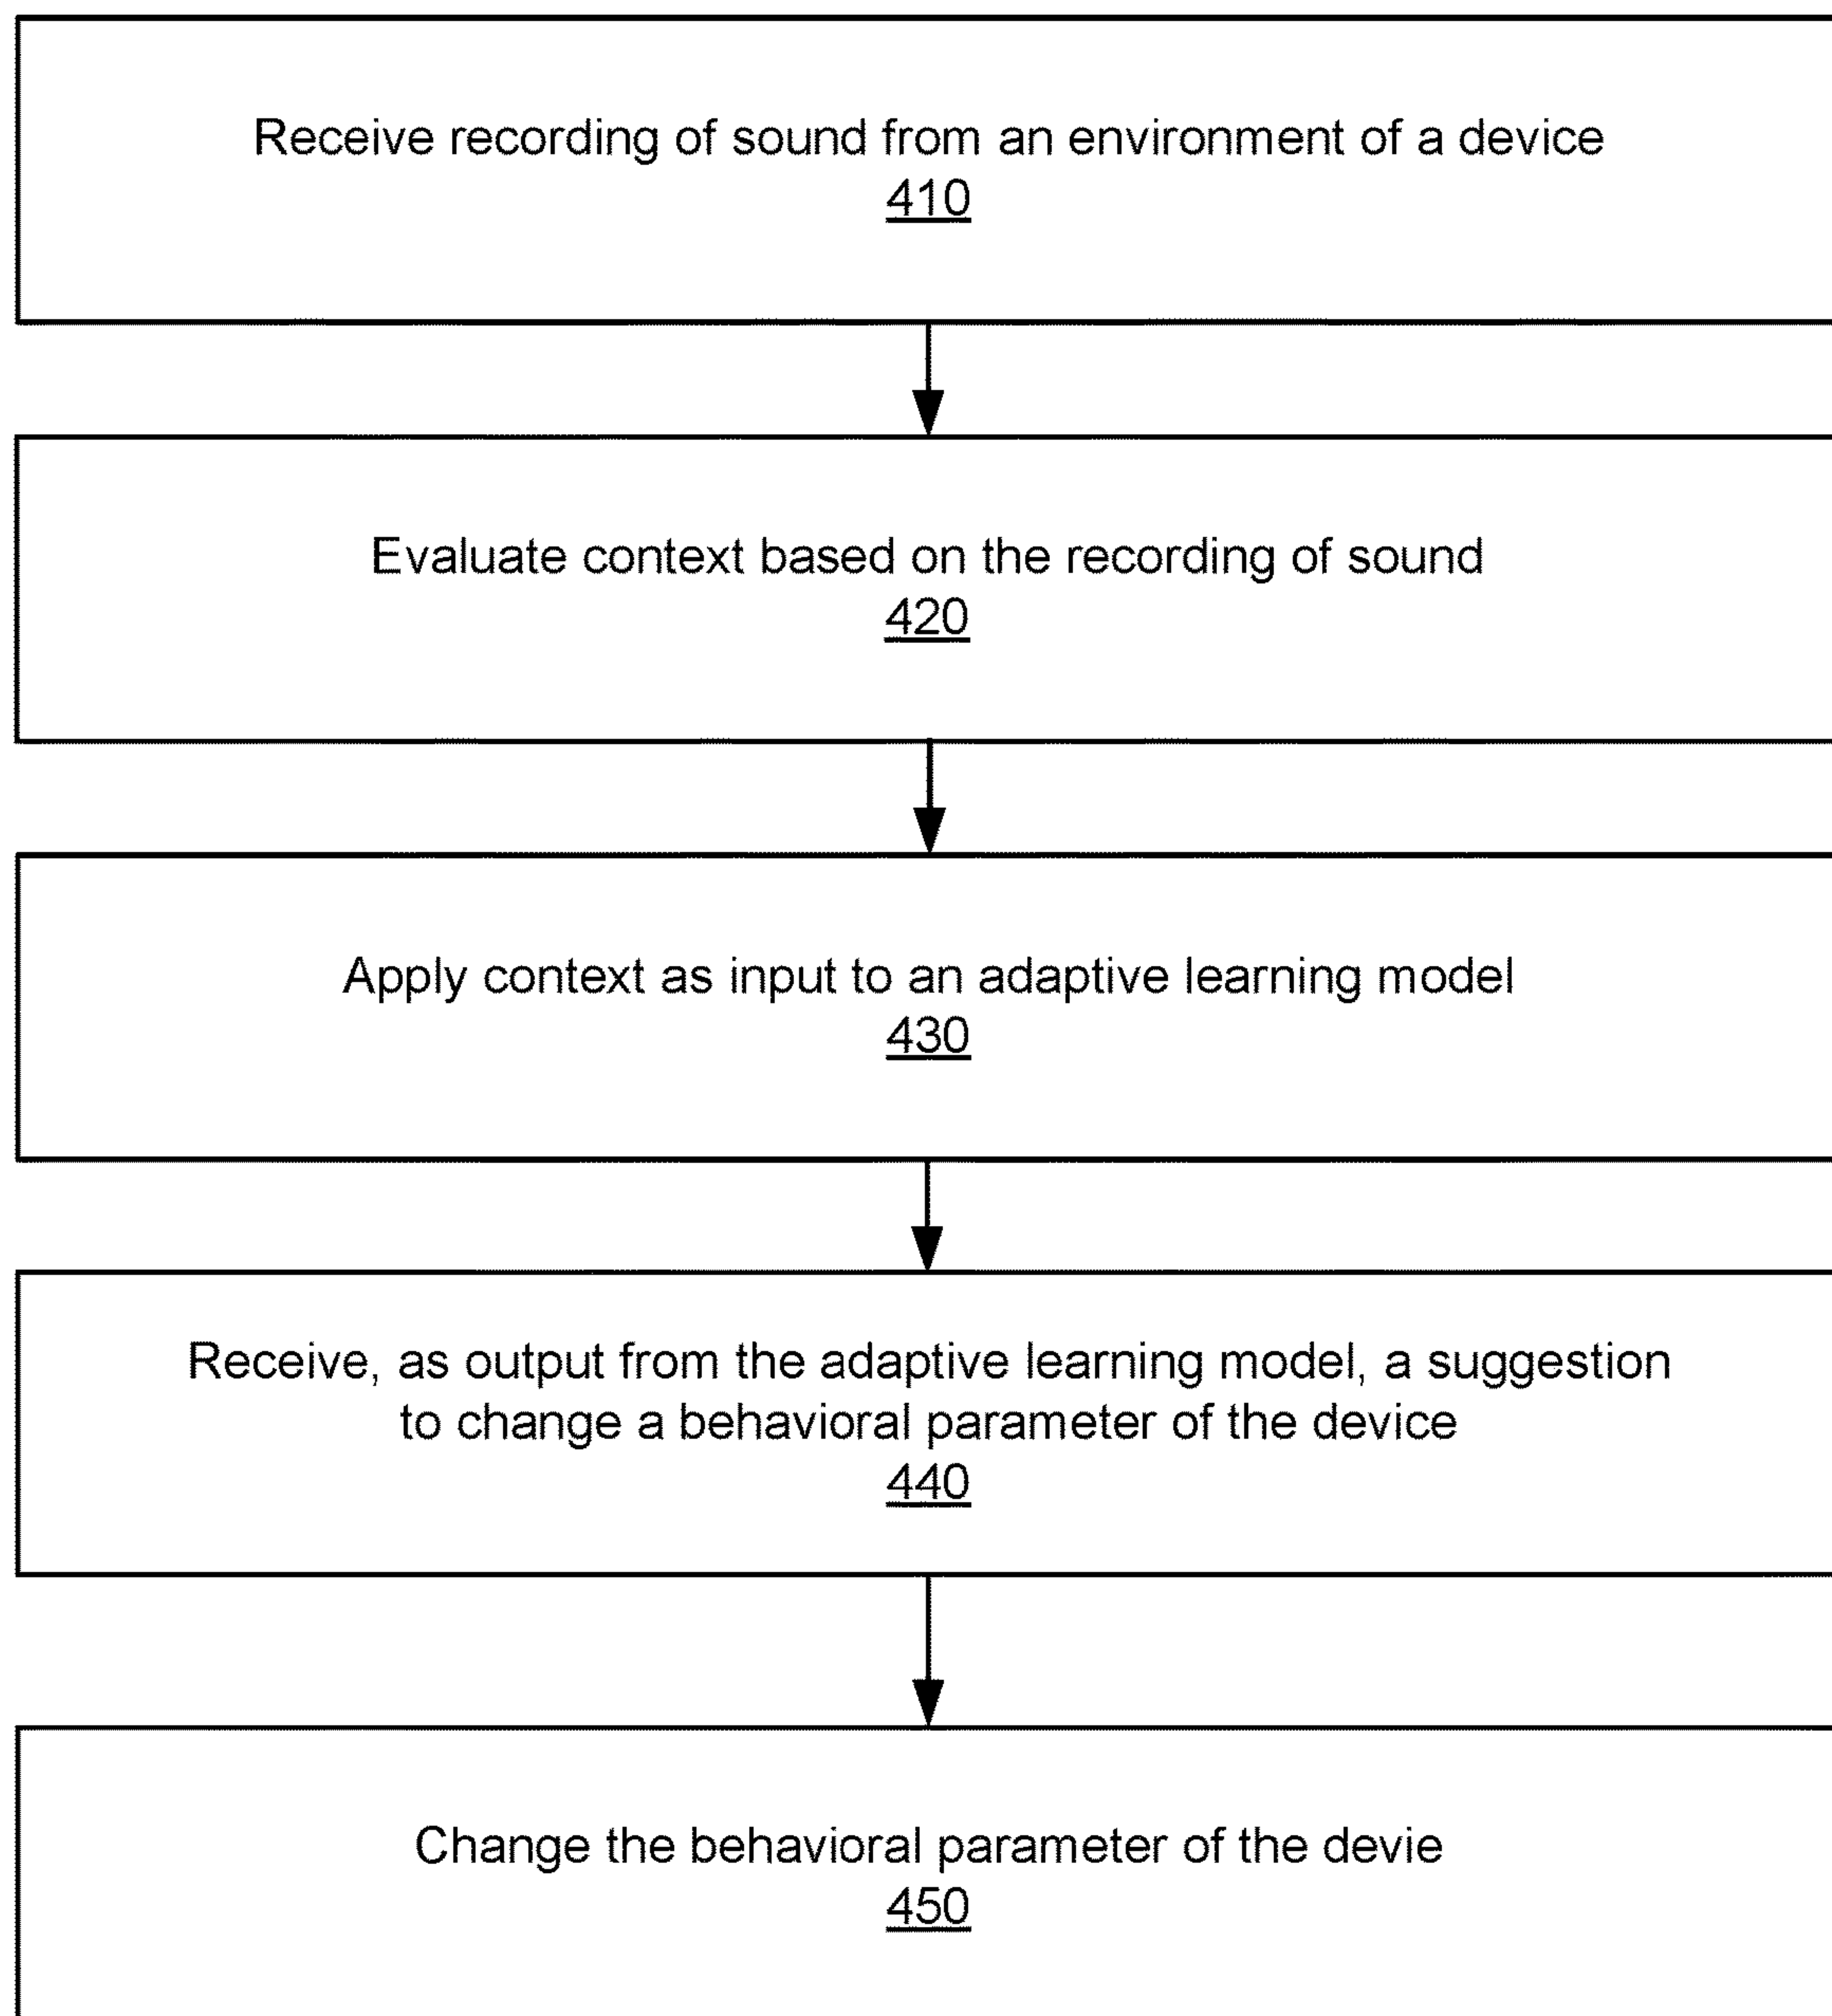 Receive recording of sound from an environment of a device
410
Evaluate context based on the recording of sound
420
Apply context as input to an adaptive learning model
430
Receive, as output from the adaptive learning model, a suggestion
to change a behavioral parameter of the device
440
Change the behavioral parameter of the devie
450